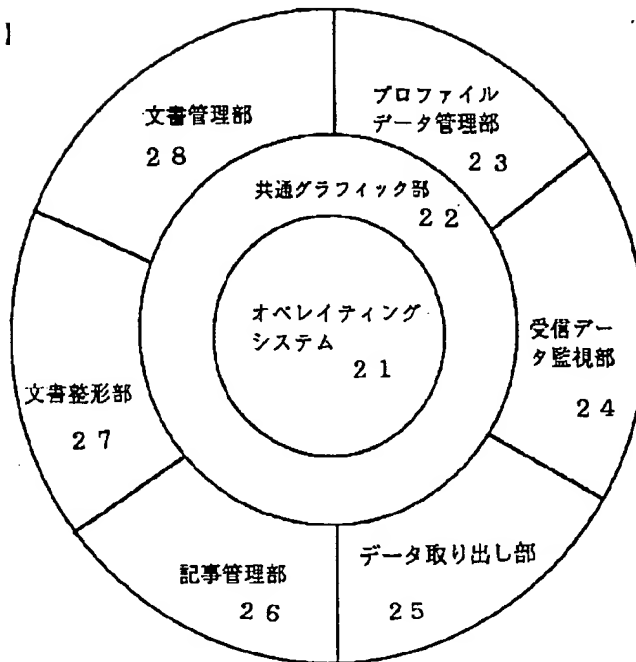 】
文書管理部
28
プロファイル
データ管理部
23
共通グラフィック部
22
オペレイティング
システム
21
受信デー
タ監視部
24
文書整形部
27
記事管理部
26
データ取り出し部
25